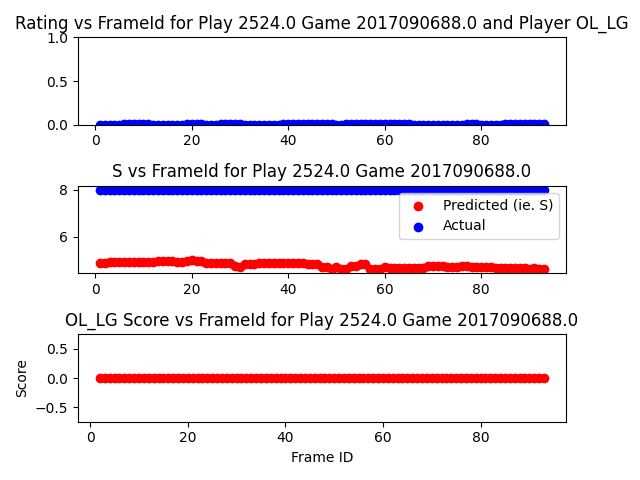 Rating vs FrameId for Play 2524.0 Game 2017090688.0 and Player OL_LG
1.0
0.5
0.0
0 20 40 60 80
S vs FrameId for Play 2524.0 Game 2017090688.0
8
6
Predicted (ie. S)
Actual
0 20 40 60 80
OL_LG Score vs FrameId for Play 2524.0 Game 2017090688.0
Score
0.5
0.0
−0.5
0 20 40 60 80
Frame ID